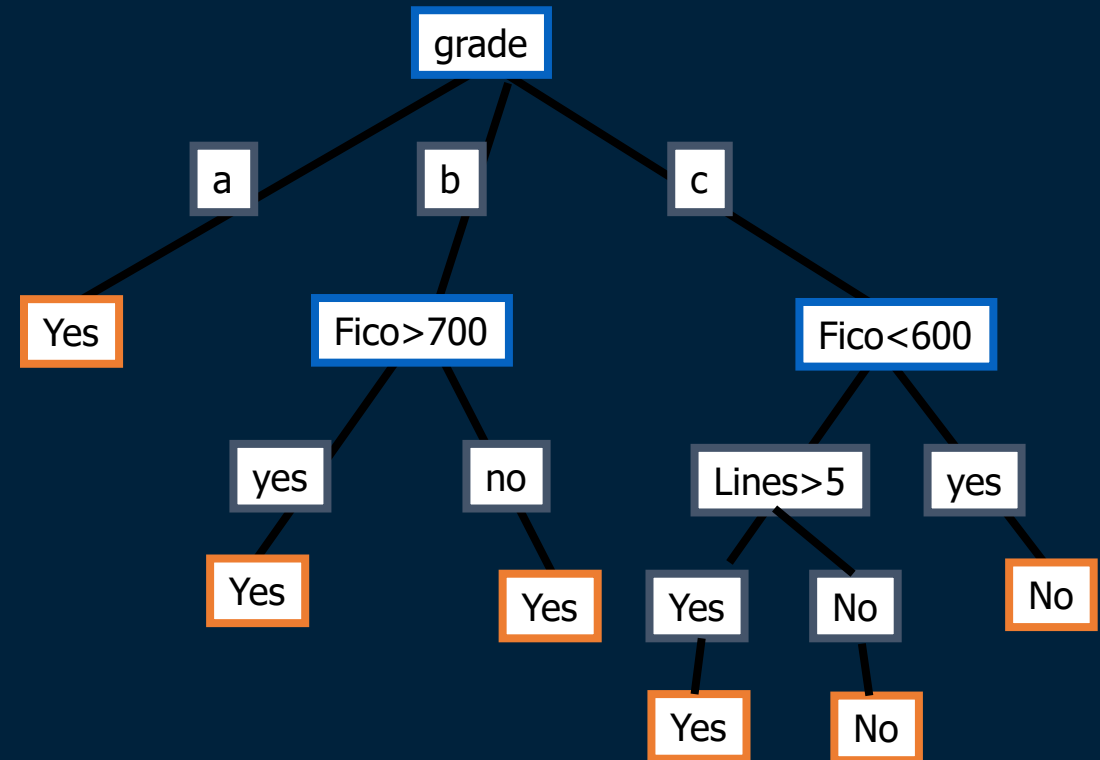 grade
a
b
c
Yes
Fico>700
Fico<600
yes
no
Lines>5
yes
Yes
Yes
Yes
No
No
Yes
No